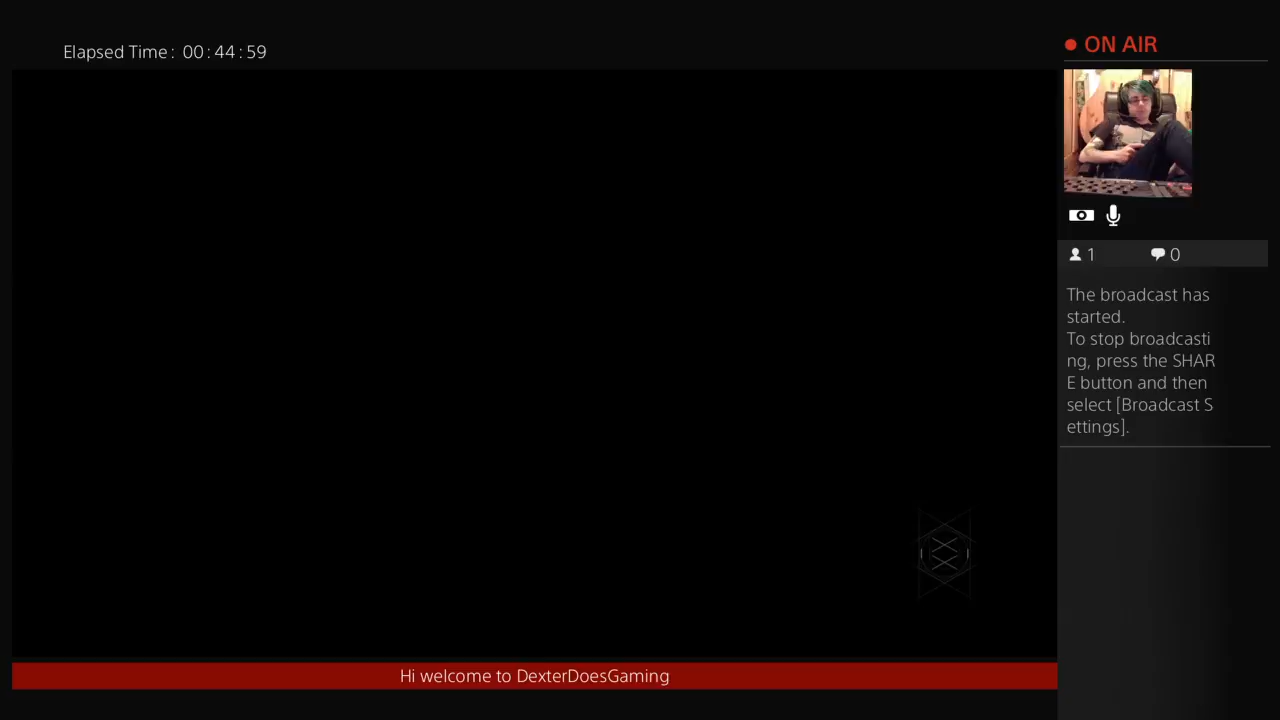 Elapsed Time: 00:44:59
ON AIR
1 0
The broadcast has
started.
To stop broadcasti
ng, press the SHAR
E button and then
select [Broadcast S
ettings].
Hi welcome to DexterDoesGaming